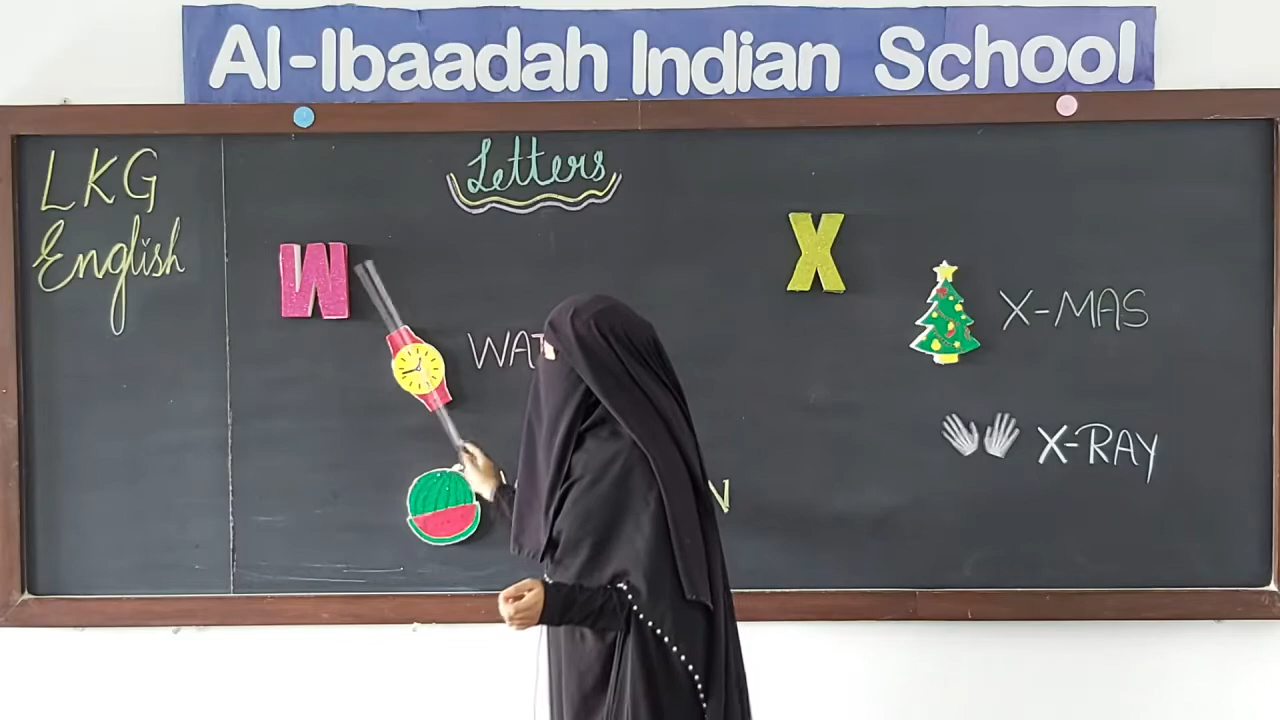 Al-Ibaadah Indian School
LKG
English
Letters
W
X
X-MAS
X-RAY